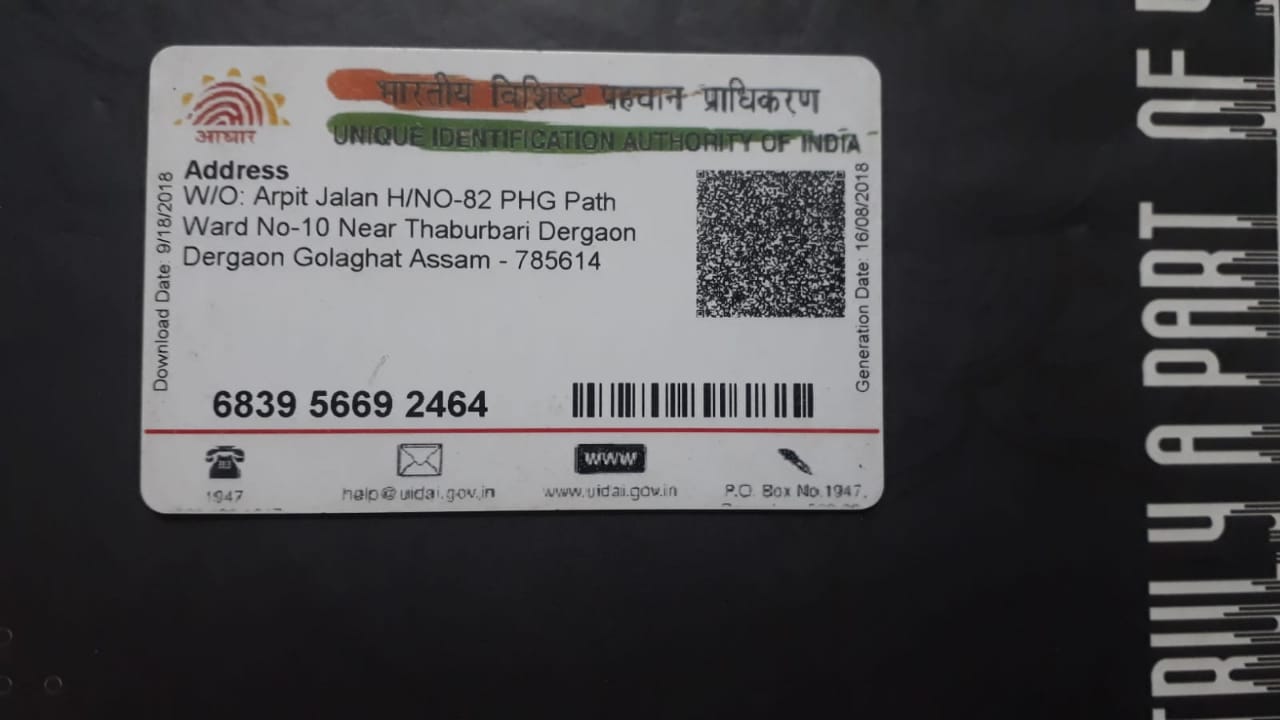 भारतीय विशिष्ट पहचान प्राधिकरण
आधार
UNIQUE IDENTIFICATION AUTHORITY OF INDIA
Address
W/O: Arpit Jalan H/NO-82 PHG Path
Ward No-10 Near Thaburbari Dergaon
Dergaon Golaghat Assam - 785614
Download Date: 9/18/2018
Generation Date: 16/08/2018
6839 5669 2464
WWW
1947
help@uidai.gov.in
www.uidai.gov.in
P.O. Box No.1947,
TRULY A PART OF